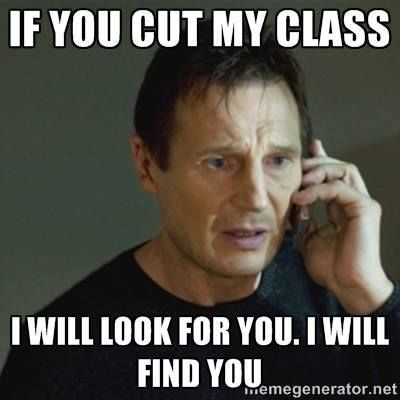 IF YOU CUT MY CLASS
I WILL LOOK FOR YOU. I WILL
FIND YOU
memegenerator.net